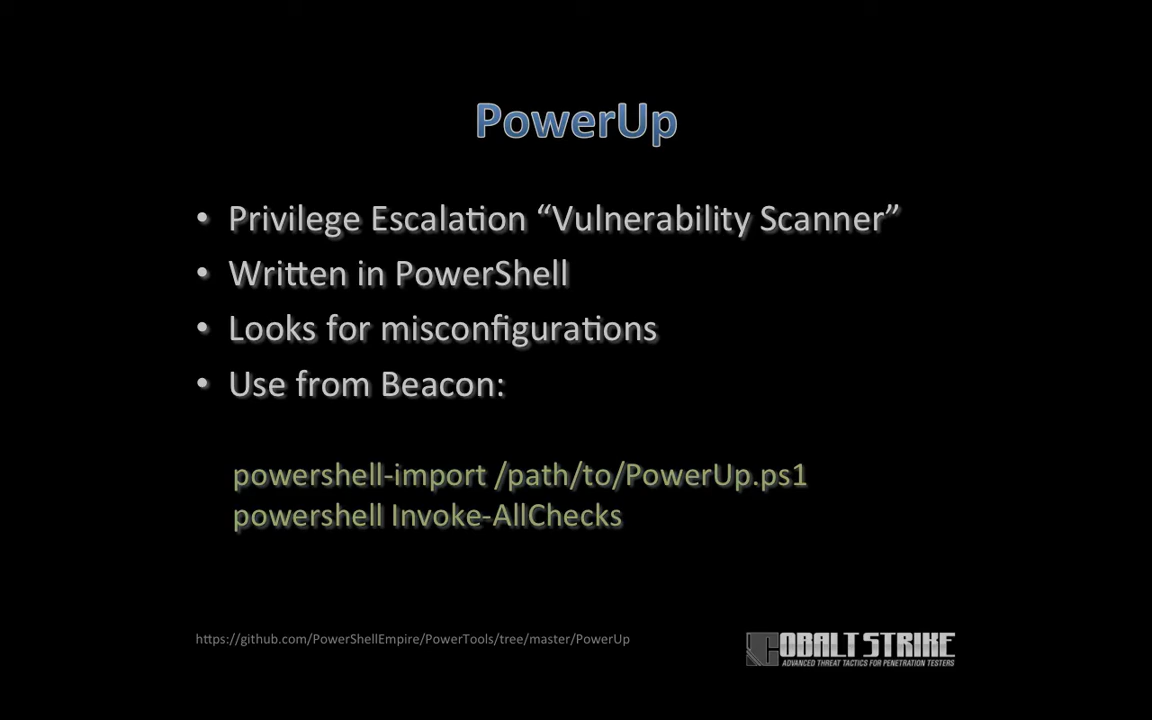 PowerUp
• Privilege Escalation “Vulnerability Scanner”
• Written in PowerShell
• Looks for misconfigurations
• Use from Beacon:
powershell-import /path/to/PowerUp.ps1
powershell Invoke-AllChecks
https://github.com/PowerShellEmpire/PowerTools/tree/master/PowerUp
COBALT STRIKE
ADVANCED THREAT TACTICS FOR PENETRATION TESTERS